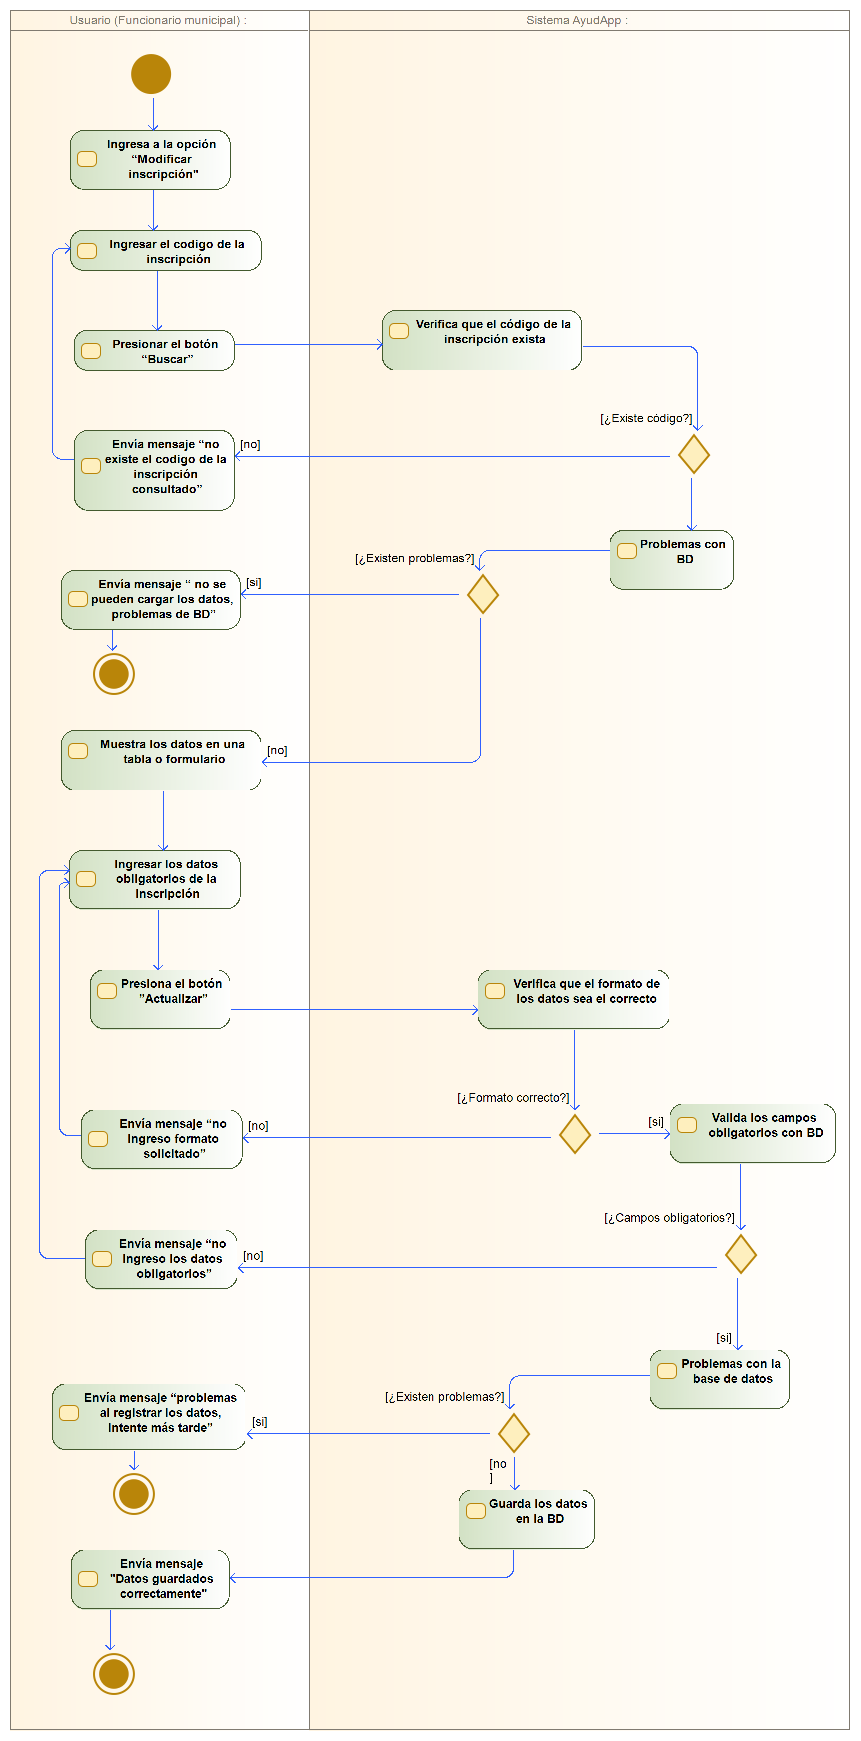 Usuario (Funcionario municipal) :
Sistema AyudApp :
Ingresa a la opción
“Modificar
inscripción"
Ingresar el codigo de la
inscripción
Presionar el botón
“Buscar”
Verifica que el código de la
inscripción exista
[¿Existe código?]
[no]
Envía mensaje “no
existe el codigo de la
inscripción
consultado”
Problemas con
BD
[¿Existen problemas?]
[si]
Envía mensaje “ no se
pueden cargar los datos,
problemas de BD”
Muestra los datos en una
tabla o formulario
[no]
Ingresar los datos
obligatorios de la
inscripción
Presiona el botón
”Actualizar”
Verifica que el formato de
los datos sea el correcto
[¿Formato correcto?]
[no]
[si]
Envía mensaje “no
ingreso formato
solicitado”
Valida los campos
obligatorios con BD
[¿Campos obligatorios?]
[no]
Envía mensaje “no
ingreso los datos
obligatorios”
[si]
Problemas con la
base de datos
[¿Existen problemas?]
[si]
Envía mensaje “problemas
al registrar los datos,
intente más tarde”
[no
]
Guarda los datos
en la BD
Envía mensaje
"Datos guardados
correctamente"